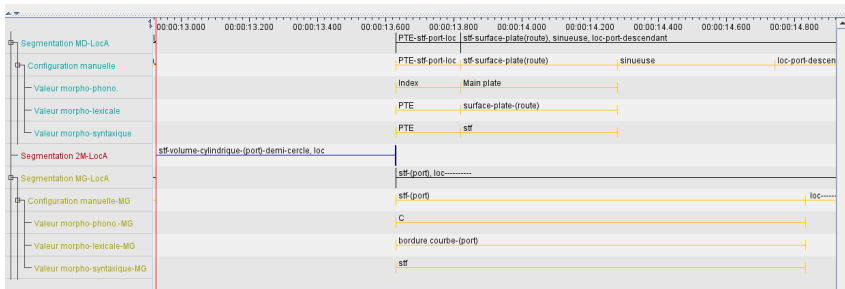 00:00:13.000 00:00:13.200 00:00:13.400 00:00:13.600 00:00:13.800 00:00:14.000 00:00:14.200 00:00:14.400 00:00:14.600 00:00:14.800
Segmentation MD-LocA PTE-stf-port-loc stf-surface-plate(route), sinueuse, loc-port-descendant
Configuration manuelle PTE-stf-port-loc stf-surface-plate(route) sinueuse loc-port-descen
Valeur morpho-phono. Index Main plate
Valeur morpho-lexicale PTE surface-plate-(route)
Valeur morpho-syntaxique PTE stf
Segmentation 2M-LocA stf-volume-cylindrique-(port)-demi-cercle, loc
Segmentation MG-LocA stf-(port), loc----------
Configuration manuelle-MG stf-(port) loc-----
Valeur morpho-phono -MG C
Valeur morpho-lexicale-MG bordure courbe-(port)
Valeur morpho-syntaxique-MG stf